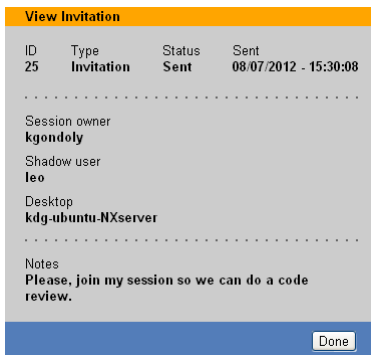 View Invitation
ID Type Status Sent
25 Invitation Sent 08/07/2012 - 15:30:08
Session owner
kgondoly
Shadow user
leo
Desktop
kdg-ubuntu-NXserver
Notes
Please, join my session so we can do a code
review.
Done